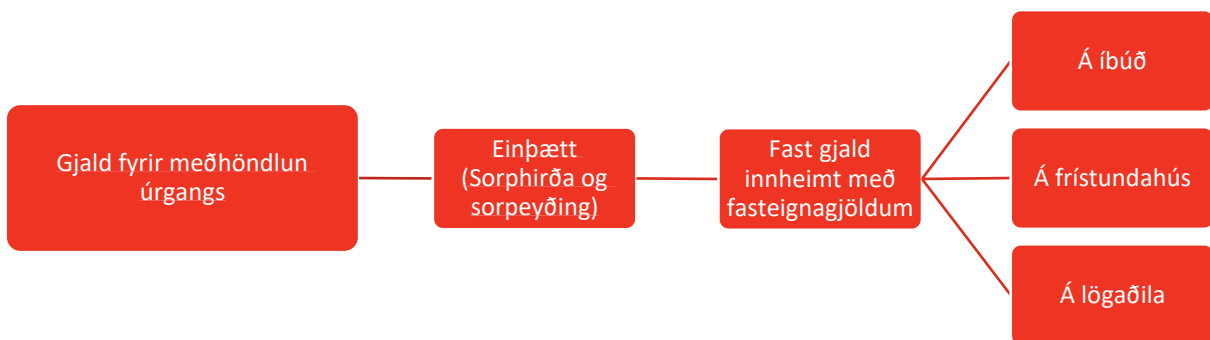 Gjald fyrir meðhöndlun
úrgangs
Einþætt
(Sorphirða og
sorpeyðing)
Fast gjald
innheimt með
fasteignagjöldum
Á íbúð
Á frístundahús
Á lögaðila